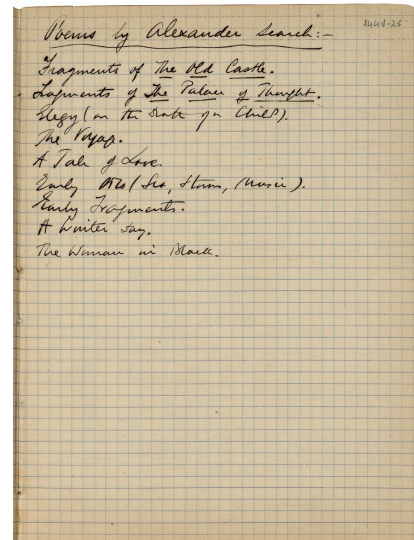 144V-25
Poems by Alexander Search:-
Fragments of The Old Castle.
Fragments of The Palace of Thought.
Elegy (on the Death of a Child).
The Voyage.
A Tale of Love.
Early Odes (Sea, Storm, Music).
Early Fragments.
A Winter Day.
The Woman in Black.